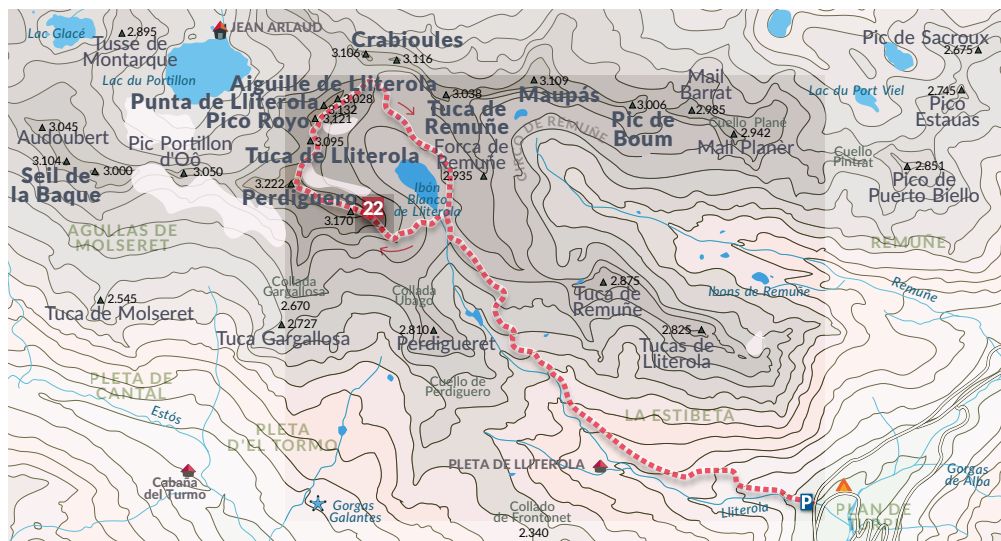 Lac Glacé
2.895
Tusse de
Montarque
JEAN ARLAUD
Crabioules
3.106
3.116
Pic de Sacroux
2.675
Lac du Portillon
Aiguille de Lliterola
3.028
Punta de Lliterola
3.132
Pico Royo
3.121
3.038
Tuca de
Remuñe
3.109
Maupás
Mail
Barrat
2.985
3.006
Pic de
Boum
Cuello Plané
2.942
Mail Planèr
Lac du Port Viel
2.745
Pico
Estauas
3.045
Audoubert
Pic Portillon
d'Oô
3.050
3.095
Tuca de Lliterola
Forca de
Remuñe
2.935
CIRCO DE REMUÑE
Cuello
Pintrat
2.851
Pico de
Puerto Biello
3.104
3.000
Seil de
la Baque
3.222
Perdiguero
22
3.170
Ibón
Blanco
de Lliterola
AGULLAS DE
MOLSERET
REMUÑE
Remuñe
Collada
Gargallosa
2.670
Collada
Ubago
2.875
Tuca de
Remuñe
Ibons de Remuñe
2.545
Tuca de Molseret
2.727
Tuca Gargallosa
2.810
Perdigueret
2.825
Tucas de
Lliterola
PLETA DE
CANTAL
Cuello de
Perdiguero
Estós
PLETA
D'EL TORMO
LA ESTIBETA
PLETA DE LLITEROLA
Cabaña
del Turmo
Gorgas
de Alba
Gorgas
Galantes
Collado
de Frontonet
2.340
Lliterola
P
PLAN DE